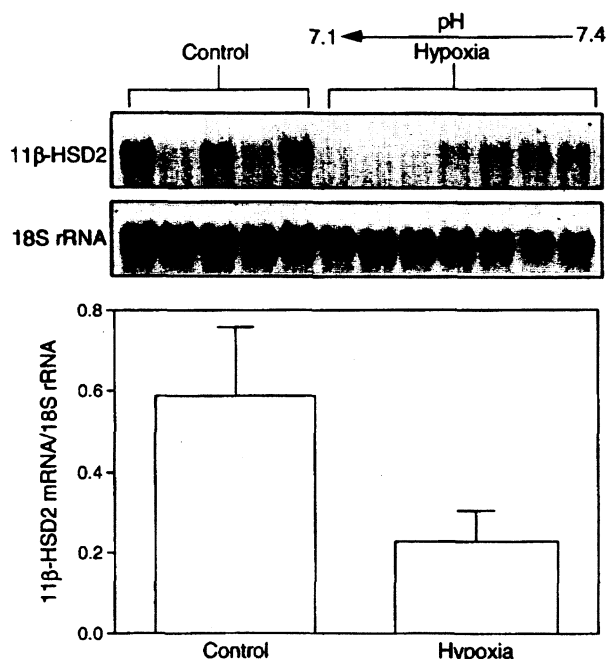 pH
7.1 7.4
Control Hypoxia
11β-HSD2
18S rRNA
0.8
0.6
0.4
0.2
0.0
11β-HSD2 mRNA/18S rRNA
Control Hypoxia